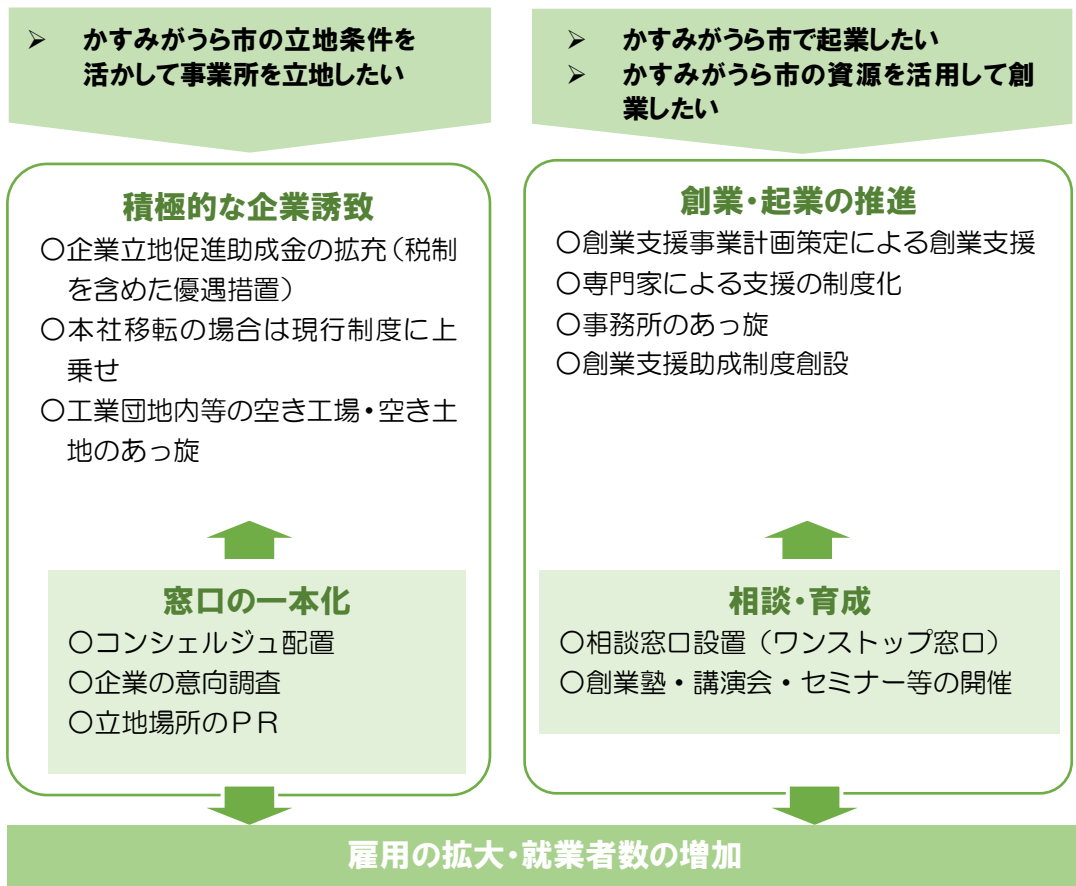 ➢ かすみがうら市の立地条件を
活かして事業所を立地したい
➢ かすみがうら市で起業したい
➢ かすみがうら市の資源を活用して創
業したい
積極的な企業誘致
〇企業立地促進助成金の拡充（税制
を含めた優遇措置）
〇本社移転の場合は現行制度に上
乗せ
〇工業団地内等の空き工場・空き土
地のあっ旋
窓口の一本化
〇コンシェルジュ配置
〇企業の意向調査
〇立地場所のＰＲ
創業・起業の推進
〇創業支援事業計画策定による創業支援
〇専門家による支援の制度化
〇事務所のあっ旋
〇創業支援助成制度創設
相談・育成
〇相談窓口設置（ワンストップ窓口）
〇創業塾・講演会・セミナー等の開催
雇用の拡大・就業者数の増加